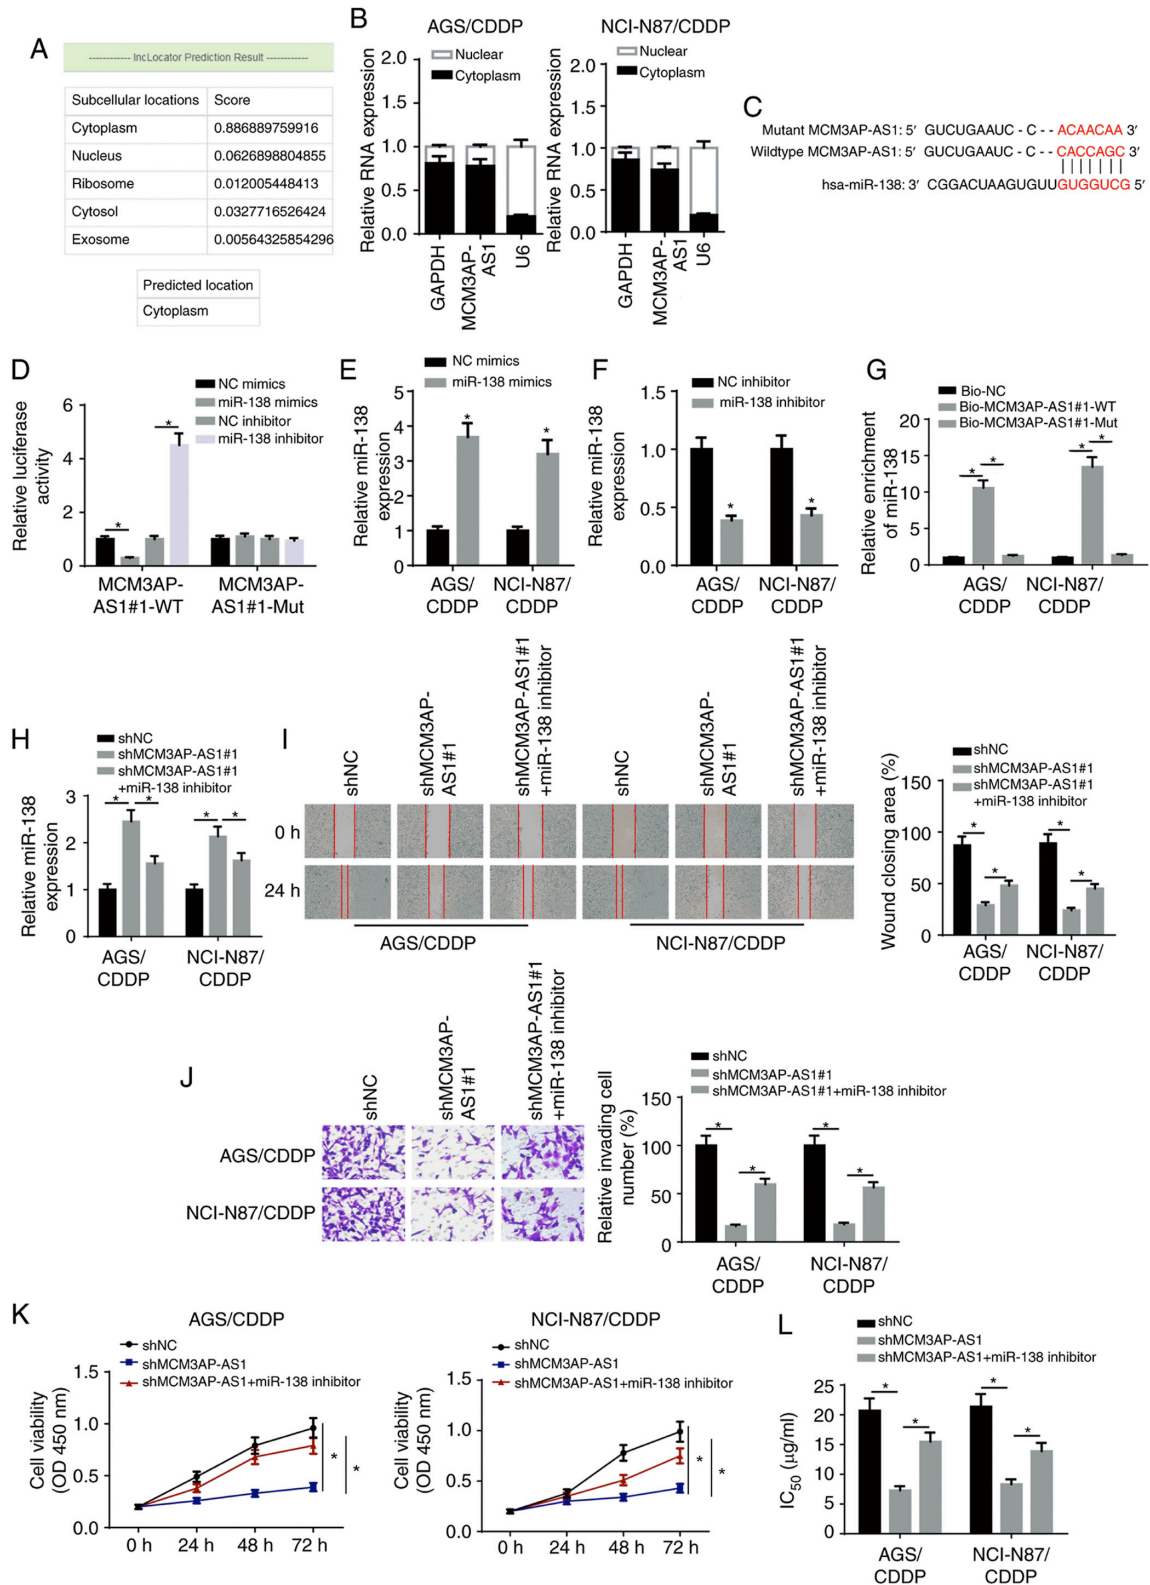 A
------------ lncLocator Prediction Result ------------
Subcellular locations Score
Cytoplasm 0.886889759916
Nucleus 0.0626898804855
Ribosome 0.012005448413
Cytosol 0.0327716526424
Exosome 0.00564325854296
Predicted location
Cytoplasm
B
AGS/CDDP
Nuclear
Cytoplasm
Relative RNA expression
2.0
1.5
1.0
0.5
0.0
GAPDH
MCM3AP-
AS1
U6
NCI-N87/CDDP
Nuclear
Cytoplasm
Relative RNA expression
2.0
1.5
1.0
0.5
0.0
GAPDH
MCM3AP-
AS1
U6
C
Mutant MCM3AP-AS1: 5′ GUCUGAAUC - C - - ACAACAA 3′
Wildtype MCM3AP-AS1: 5′ GUCUGAAUC - C - - CACCAGC 3′
hsa-miR-138: 3′ CGGACUAAGUGUUGUGGUCG 5′
D
NC mimics
miR-138 mimics
NC inhibitor
miR-138 inhibitor
Relative luciferase
activity
6
4
2
0
* *
MCM3AP-
AS1#1-WT
MCM3AP-
AS1#1-Mut
E
NC mimics
miR-138 mimics
Relative miR-138
expression
5
4
3
2
1
0
* *
AGS/
CDDP
NCI-N87/
CDDP
F
NC inhibitor
miR-138 inhibitor
Relative miR-138
expression
1.5
1.0
0.5
0.0
* *
AGS/
CDDP
NCI-N87/
CDDP
G
Bio-NC
Bio-MCM3AP-AS1#1-WT
Bio-MCM3AP-AS1#1-Mut
Relative enrichment
of miR-138
20
15
10
5
0
* * * *
AGS/
CDDP
NCI-N87/
CDDP
H
shNC
shMCM3AP-AS1#1
shMCM3AP-AS1#1
+miR-138 inhibitor
Relative miR-138
expression
3
2
1
0
* * * *
AGS/
CDDP
NCI-N87/
CDDP
I
shNC
shMCM3AP-
AS1#1
shMCM3AP-AS1#1
+miR-138 inhibitor
shNC
shMCM3AP-
AS1#1
shMCM3AP-AS1#1
+miR-138 inhibitor
0 h
24 h
AGS/CDDP
NCI-N87/CDDP
shNC
shMCM3AP-AS1#1
shMCM3AP-AS1#1
+miR-138 inhibitor
Wound closing area (%)
150
100
50
0
* * * *
AGS/
CDDP
NCI-N87/
CDDP
J
shNC
shMCM3AP-
AS1#1
shMCM3AP-AS1#1
+miR-138 inhibitor
AGS/CDDP
NCI-N87/CDDP
shNC
shMCM3AP-AS1#1
shMCM3AP-AS1#1+miR-138 inhibitor
Relative invading cell
number (%)
150
100
50
0
* * * *
AGS/
CDDP
NCI-N87/
CDDP
K
AGS/CDDP
shNC
shMCM3AP-AS1
shMCM3AP-AS1+miR-138 inhibitor
Cell viability
(OD 450 nm)
1.5
1.0
0.5
0.0
* *
0 h 24 h 48 h 72 h
NCI-N87/CDDP
shNC
shMCM3AP-AS1
shMCM3AP-AS1+miR-138 inhibitor
Cell viability
(OD 450 nm)
1.5
1.0
0.5
0.0
* *
0 h 24 h 48 h 72 h
L
shNC
shMCM3AP-AS1
shMCM3AP-AS1+miR-138 inhibitor
IC50 (μg/ml)
25
20
15
10
5
0
* * * *
AGS/
CDDP
NCI-N87/
CDDP